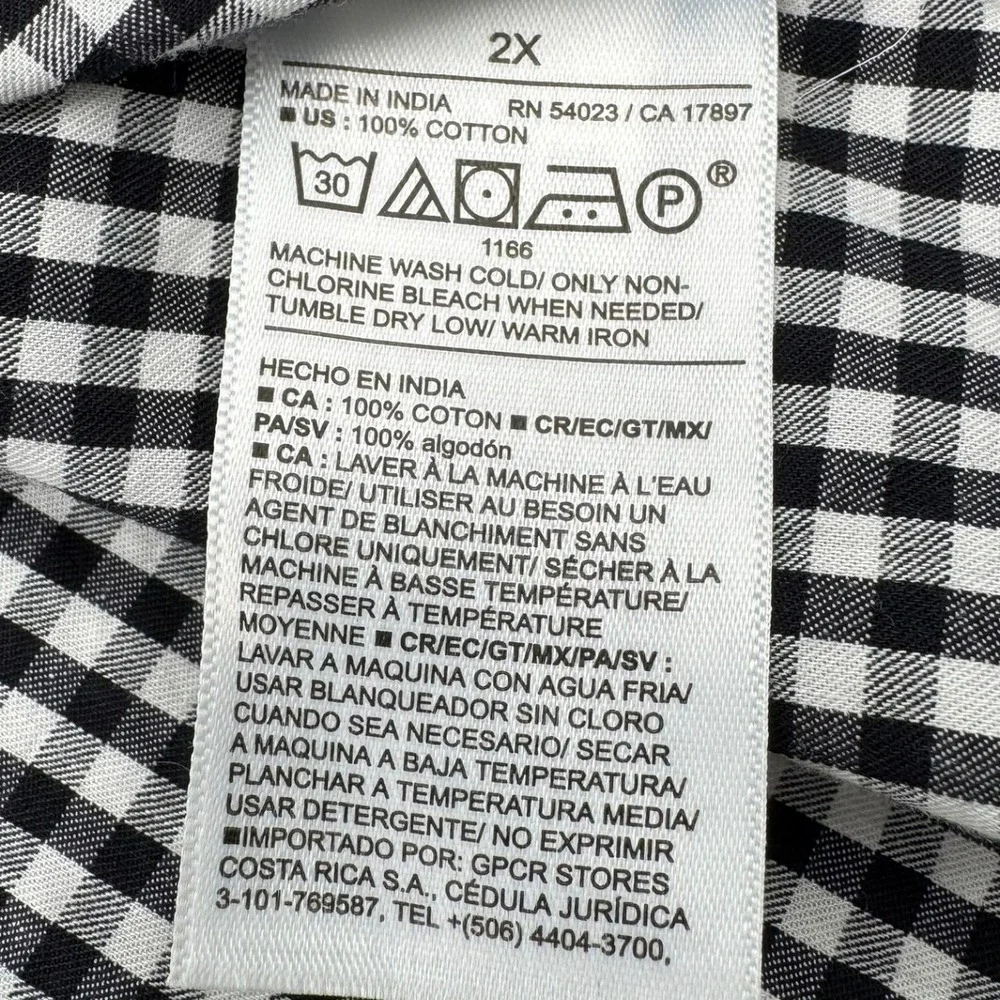 2X
MADE IN INDIA RN 54023 / CA 17897
■ US : 100% COTTON
30 P ®
1166
MACHINE WASH COLD/ ONLY NON-
CHLORINE BLEACH WHEN NEEDED/
TUMBLE DRY LOW/ WARM IRON
HECHO EN INDIA
■ CA : 100% COTON ■ CR/EC/GT/MX/
PA/SV : 100% algodón
■ CA : LAVER À LA MACHINE À L'EAU
FROIDE/ UTILISER AU BESOIN UN
AGENT DE BLANCHIMENT SANS
CHLORE UNIQUEMENT/ SÉCHER À LA
MACHINE À BASSE TEMPÉRATURE/
REPASSER À TEMPÉRATURE
MOYENNE ■ CR/EC/GT/MX/PA/SV :
LAVAR A MAQUINA CON AGUA FRIA/
USAR BLANQUEADOR SIN CLORO
CUANDO SEA NECESARIO/ SECAR
A MAQUINA A BAJA TEMPERATURA/
PLANCHAR A TEMPERATURA MEDIA/
USAR DETERGENTE/ NO EXPRIMIR
■IMPORTADO POR: GPCR STORES
COSTA RICA S.A., CÉDULA JURÍDICA
3-101-769587, TEL +(506) 4404-3700,